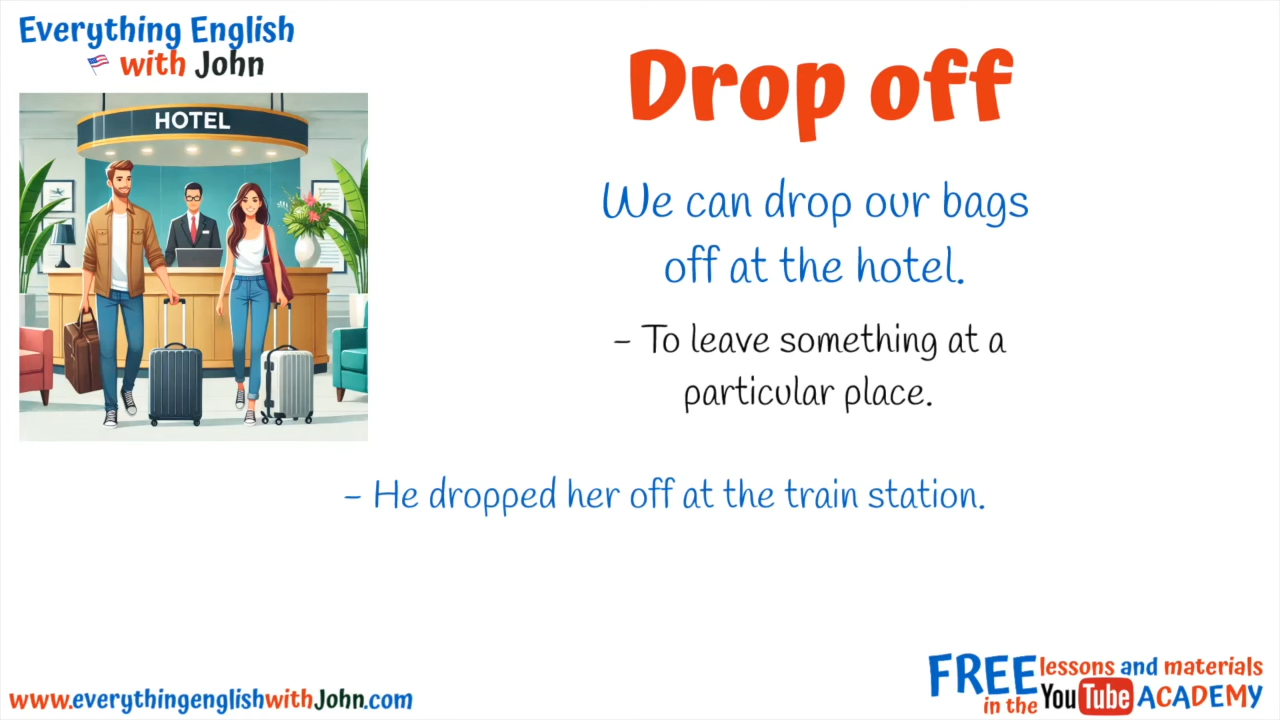 Everything English
with John
HOTEL
Drop off
We can drop our bags
off at the hotel.
- To leave something at a
particular place.
- He dropped her off at the train station.
www.everythingenglishwithJohn.com
FREE lessons and materials
in the YouTube ACADEMY